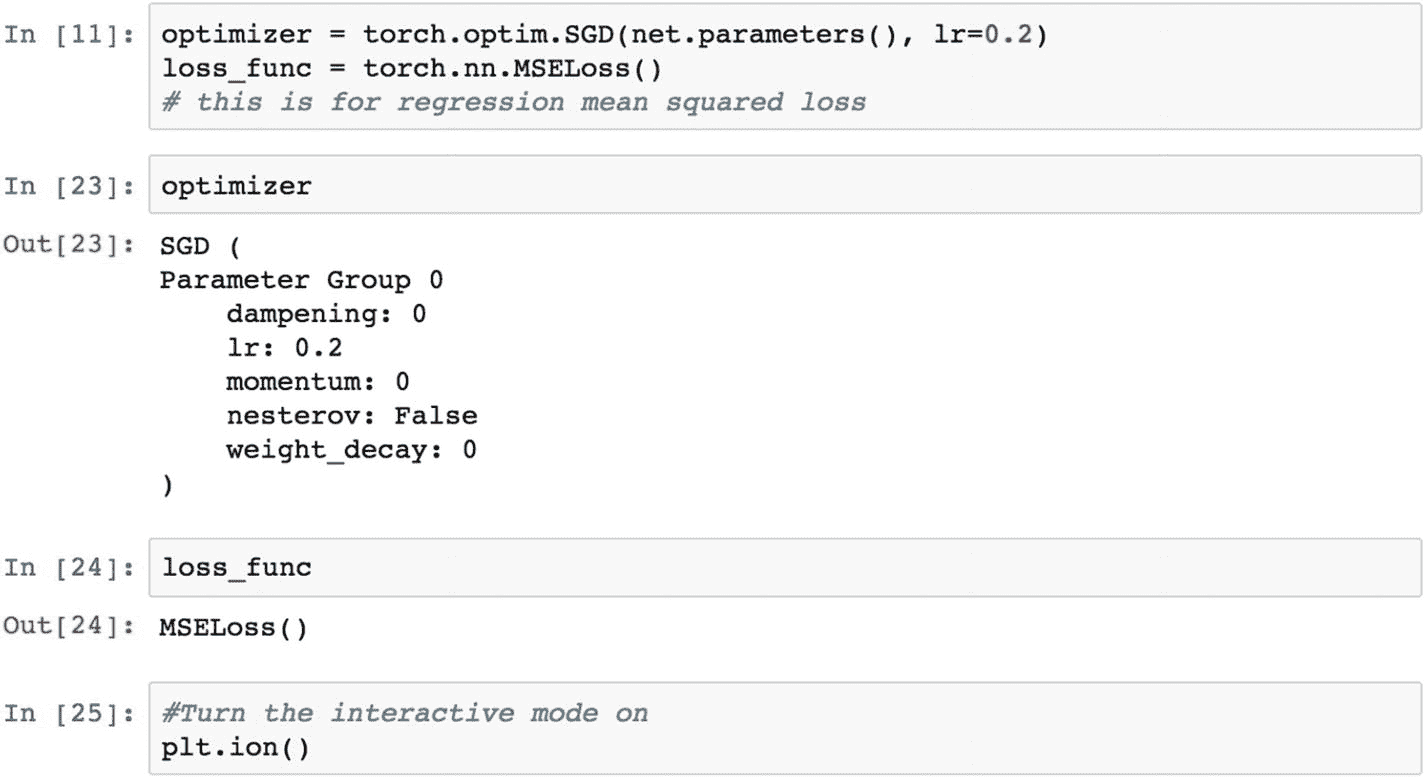 In [11]: optimizer = torch.optim.SGD(net.parameters(), lr=0.2)
loss_func = torch.nn.MSELoss()
# this is for regression mean squared loss
In [23]: optimizer
Out[23]: SGD (
Parameter Group 0
    dampening: 0
    lr: 0.2
    momentum: 0
    nesterov: False
    weight_decay: 0
)
In [24]: loss_func
Out[24]: MSELoss()
In [25]: #Turn the interactive mode on
plt.ion()